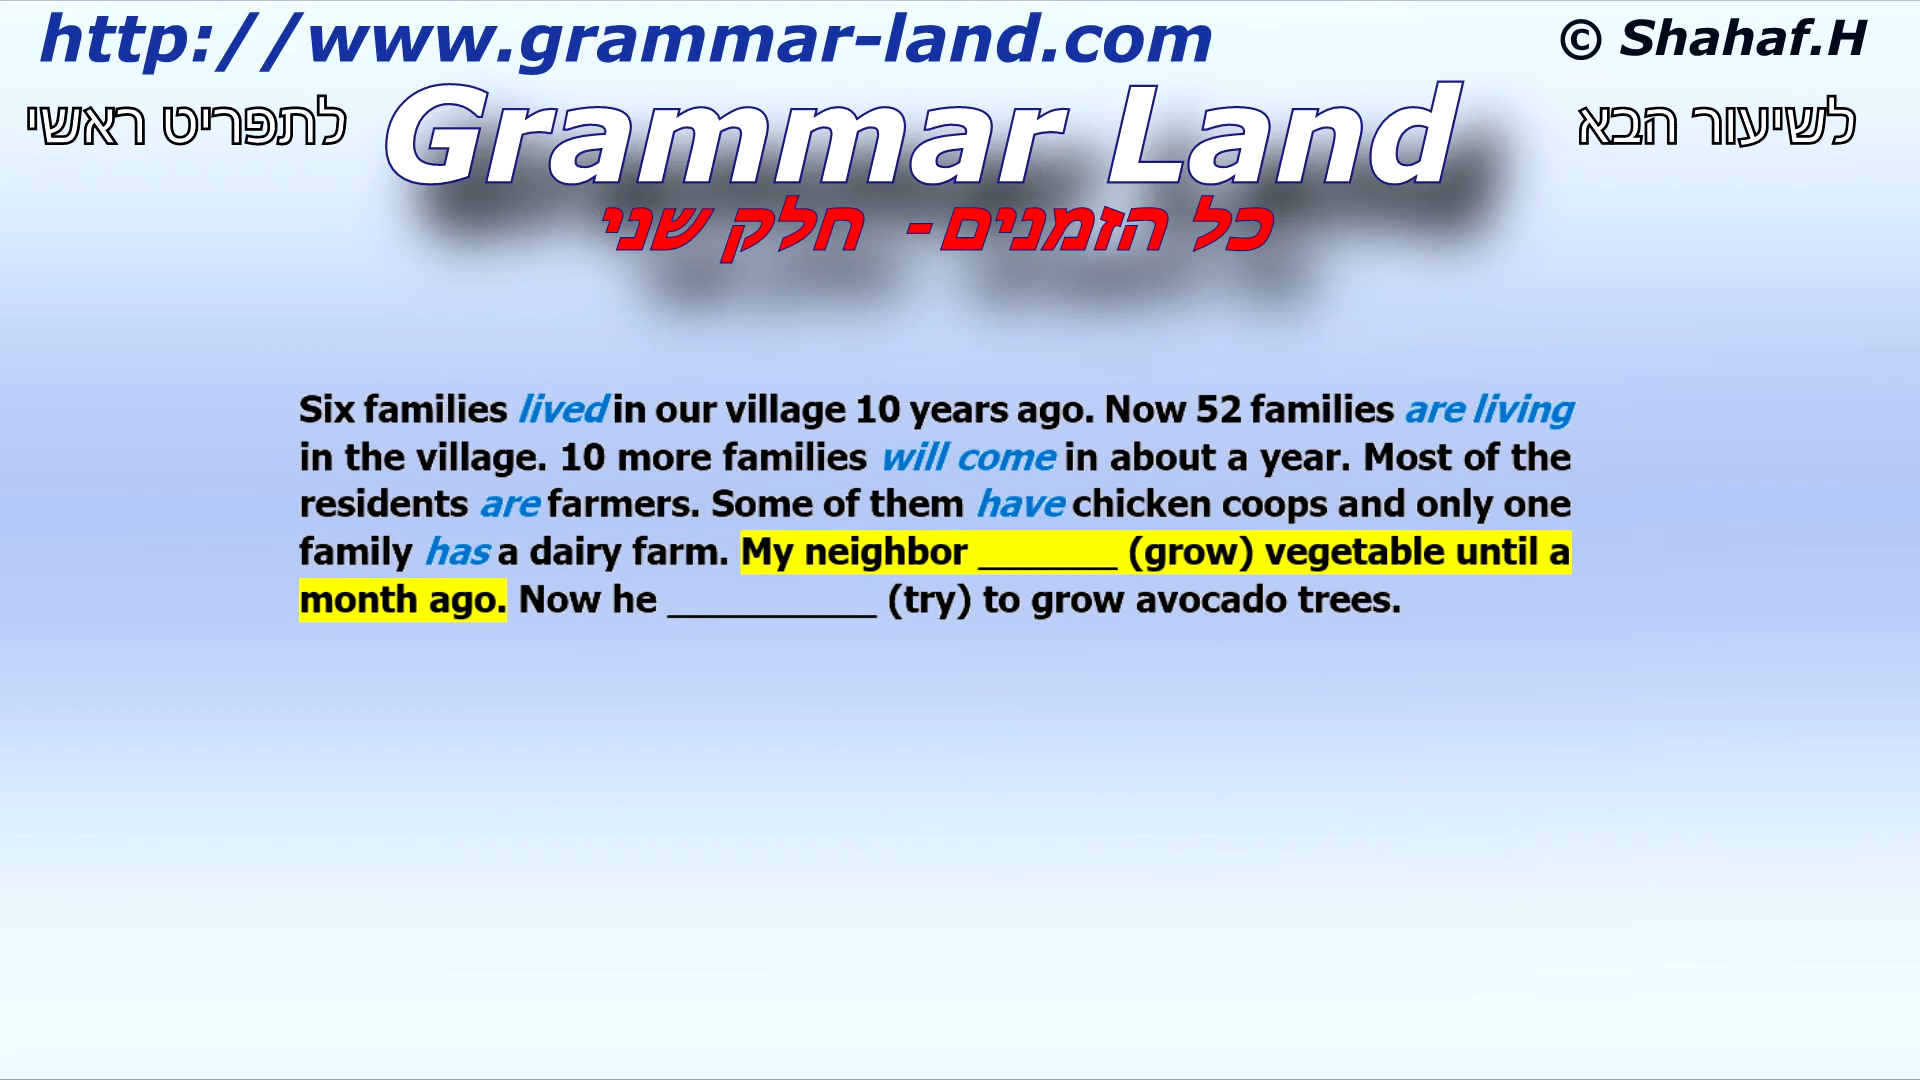 http://www.grammar-land.com
© Shahaf.H
לתפריט ראשי
Grammar Land
לשיעור הבא
כל הזמנים - חלק שני
Six families lived in our village 10 years ago. Now 52 families are living
in the village. 10 more families will come in about a year. Most of the
residents are farmers. Some of them have chicken coops and only one
family has a dairy farm. My neighbor _______ (grow) vegetable until a
month ago. Now he __________ (try) to grow avocado trees.